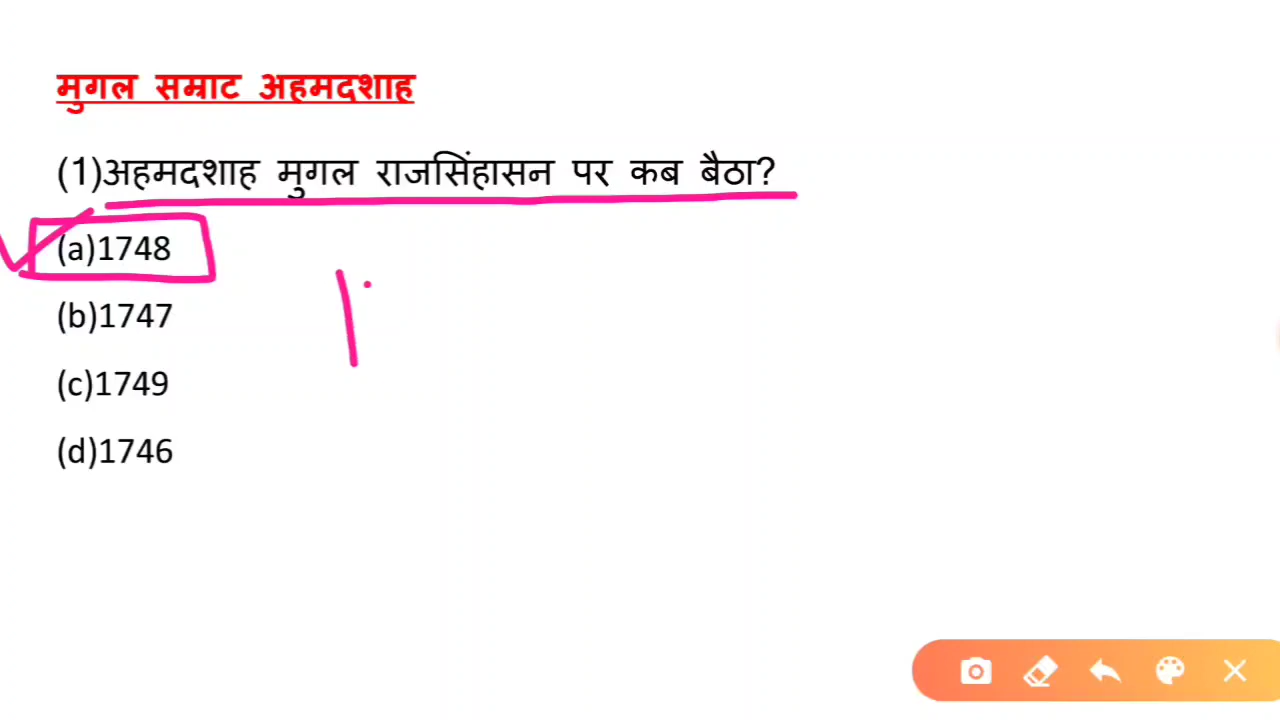 मुगल सम्राट अहमदशाह
(1)अहमदशाह मुगल राजसिंहासन पर कब बैठा?
(a)1748
(b)1747
(c)1749
(d)1746